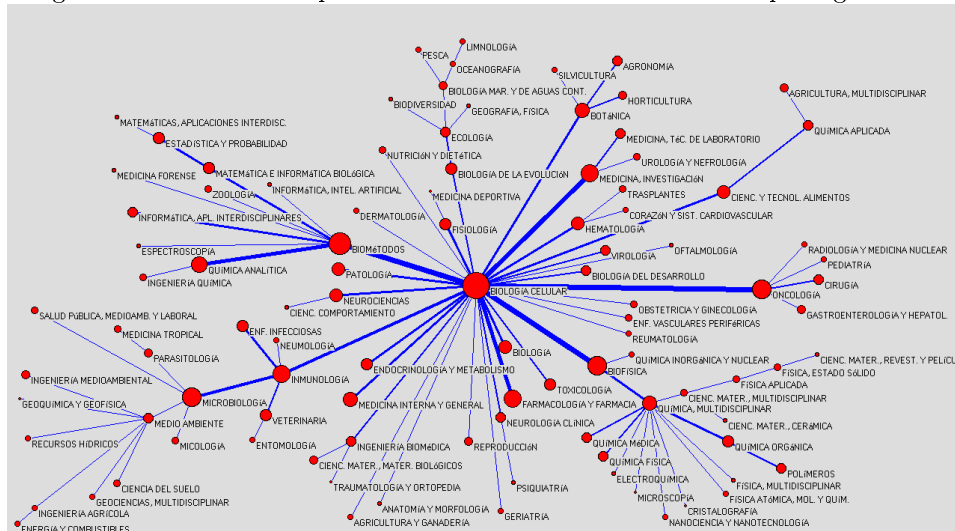 LIMNOLOGíA
PESCA
OCEANOGRAFíA
AGRONOMíA
SILVICULTURA
BIOLOGíA MAR. Y DE AGUAS CONT.
AGRICULTURA, MULTIDISCIPLINAR
HORTICULTURA
BIODIVERSIDAD
GEOGRAFíA, FíSICA
BOTáNICA
MATEMáTICAS, APLICACIONES INTERDISC.
QUíMICA APLICADA
ECOLOGíA
MEDICINA, TéC. DE LABORATORIO
ESTADíSTICA Y PROBABILIDAD
NUTRICIóN Y DIETéTICA
UROLOGíA Y NEFROLOGíA
MEDICINA FORENSE
MATEMáTICA E INFORMáTICA BIOLóGICA
BIOLOGíA DE LA EVOLUCIóN
MEDICINA, INVESTIGACIóN
ZOOLOGíA
INFORMáTICA, INTEL. ARTIFICIAL
MEDICINA DEPORTIVA
TRASPLANTES
CIENC. Y TECNOL. ALIMENTOS
INFORMáTICA, APL. INTERDISCIPLINARES
DERMATOLOGíA
CORAZóN Y SIST. CARDIOVASCULAR
FISIOLOGíA
HEMATOLOGíA
ESPECTROSCOPíA
BIOMéTODOS
VIROLOGíA
OFTALMOLOGíA
RADIOLOGíA Y MEDICINA NUCLEAR
QUíMICA ANALíTICA
PATOLOGíA
BIOLOGíA DEL DESARROLLO
PEDIATRíA
INGENIERíA QUíMICA
BIOLOGíA CELULAR
CIRUGíA
NEUROCIENCIAS
ONCOLOGíA
CIENC. COMPORTAMIENTO
OBSTETRICIA Y GINECOLOGíA
GASTROENTEROLOGíA Y HEPATOL.
SALUD PúBLICA, MEDIOAMB. Y LABORAL
ENF. INFECCIOSAS
ENF. VASCULARES PERIFéRICAS
MEDICINA TROPICAL
NEUMOLOGíA
REUMATOLOGíA
PARASITOLOGíA
BIOLOGíA
QUíMICA INORGáNICA Y NUCLEAR
CIENC. MATER., REVEST. Y PELíCU
ENDOCRINOLOGíA Y METABOLISMO
BIOFíSICA
FíSICA, ESTADO SóLIDO
INGENIERíA MEDIOAMBIENTAL
INMUNOLOGíA
TOXICOLOGíA
FíSICA APLICADA
MICROBIOLOGíA
MEDICINA INTERNA Y GENERAL
FARMACOLOGíA Y FARMACIA
CIENC. MATER., MULTIDISCIPLINAR
GEOQUíMICA Y GEOFíSICA
QUíMICA, MULTIDISCIPLINAR
MEDIO AMBIENTE
VETERINARIA
NEUROLOGíA CLíNICA
CIENC. MATER., CERáMICA
RECURSOS HíDRICOS
MICOLOGíA
ENTOMOLOGíA
INGENIERíA BIOMéDICA
REPRODUCCIóN
QUíMICA MéDICA
QUíMICA ORGáNICA
CIENC. MATER., MATER. BIOLóGICOS
QUíMICA FíSICA
POLíMEROS
CIENCIA DEL SUELO
TRAUMATOLOGíA Y ORTOPEDIA
PSIQUIATRíA
ELECTROQUíMICA
FíSICA, MULTIDISCIPLINAR
GEOCIENCIAS, MULTIDISCIPLINAR
MICROSCOPíA
FíSICA ATóMICA, MOL. Y QUíM.
INGENIERíA AGRíCOLA
ANATOMíA Y MORFOLOGíA
GERIATRíA
CRISTALOGRAFíA
ENERGíA Y COMBUSTIBLES
AGRICULTURA Y GANADERíA
NANOCIENCIA Y NANOTECNOLOGíA